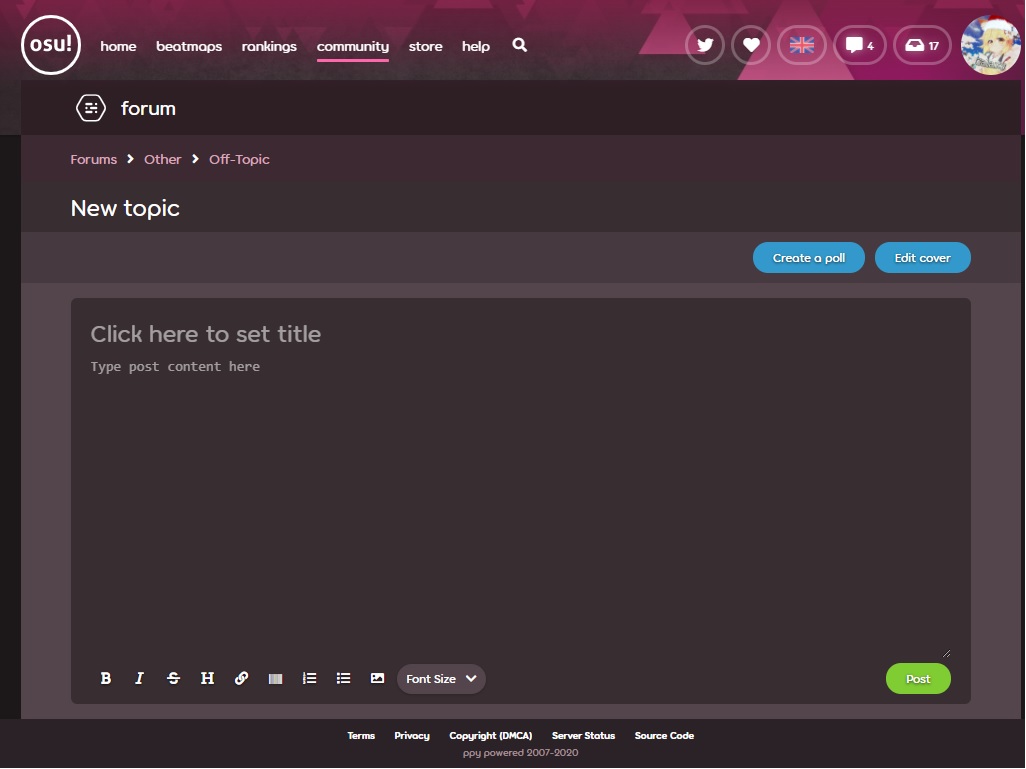 osu! home beatmaps rankings community store help 4 17
forum
Forums Other Off-Topic
New topic
Create a poll Edit cover
Click here to set title
Type post content here
B I S H Font Size Post
Terms Privacy Copyright (DMCA) Server Status Source Code
ppy powered 2007-2020